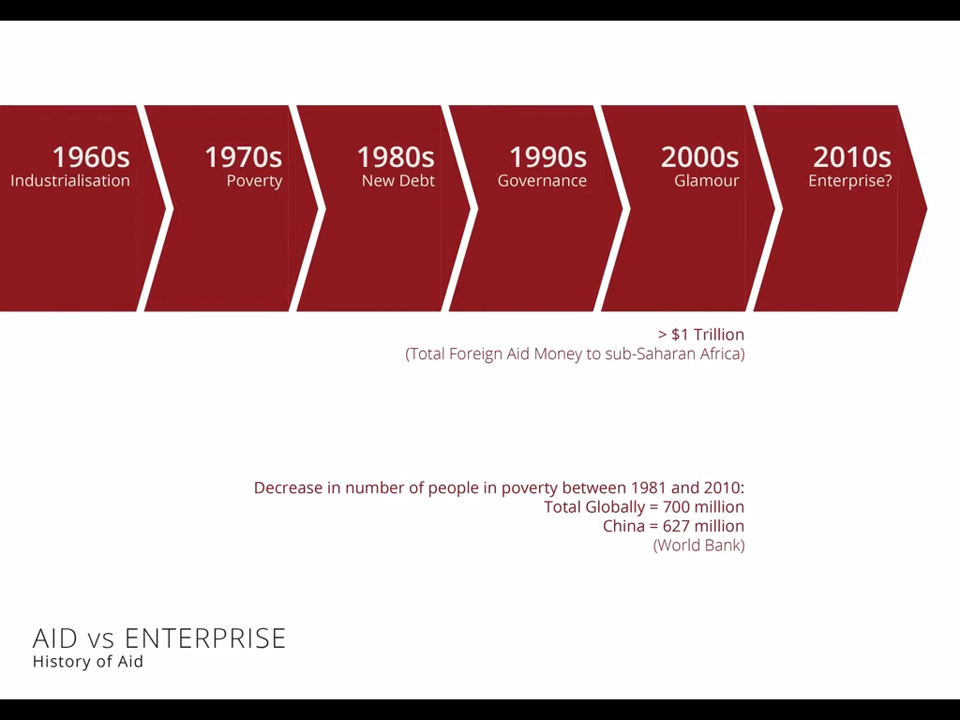 1960s
Industrialisation
1970s
Poverty
1980s
New Debt
1990s
Governance
2000s
Glamour
2010s
Enterprise?
> $1 Trillion
(Total Foreign Aid Money to sub-Saharan Africa)
Decrease in number of people in poverty between 1981 and 2010:
Total Globally = 700 million
China = 627 million
(World Bank)
AID vs ENTERPRISE
History of Aid